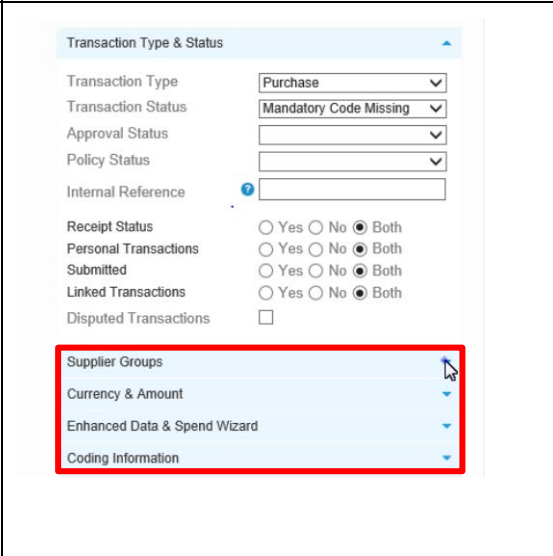 Transaction Type & Status
Transaction Type Purchase
Transaction Status Mandatory Code Missing
Approval Status
Policy Status
Internal Reference ?
Receipt Status Yes No Both
Personal Transactions Yes No Both
Submitted Yes No Both
Linked Transactions Yes No Both
Disputed Transactions
Supplier Groups
Currency & Amount
Enhanced Data & Spend Wizard
Coding Information